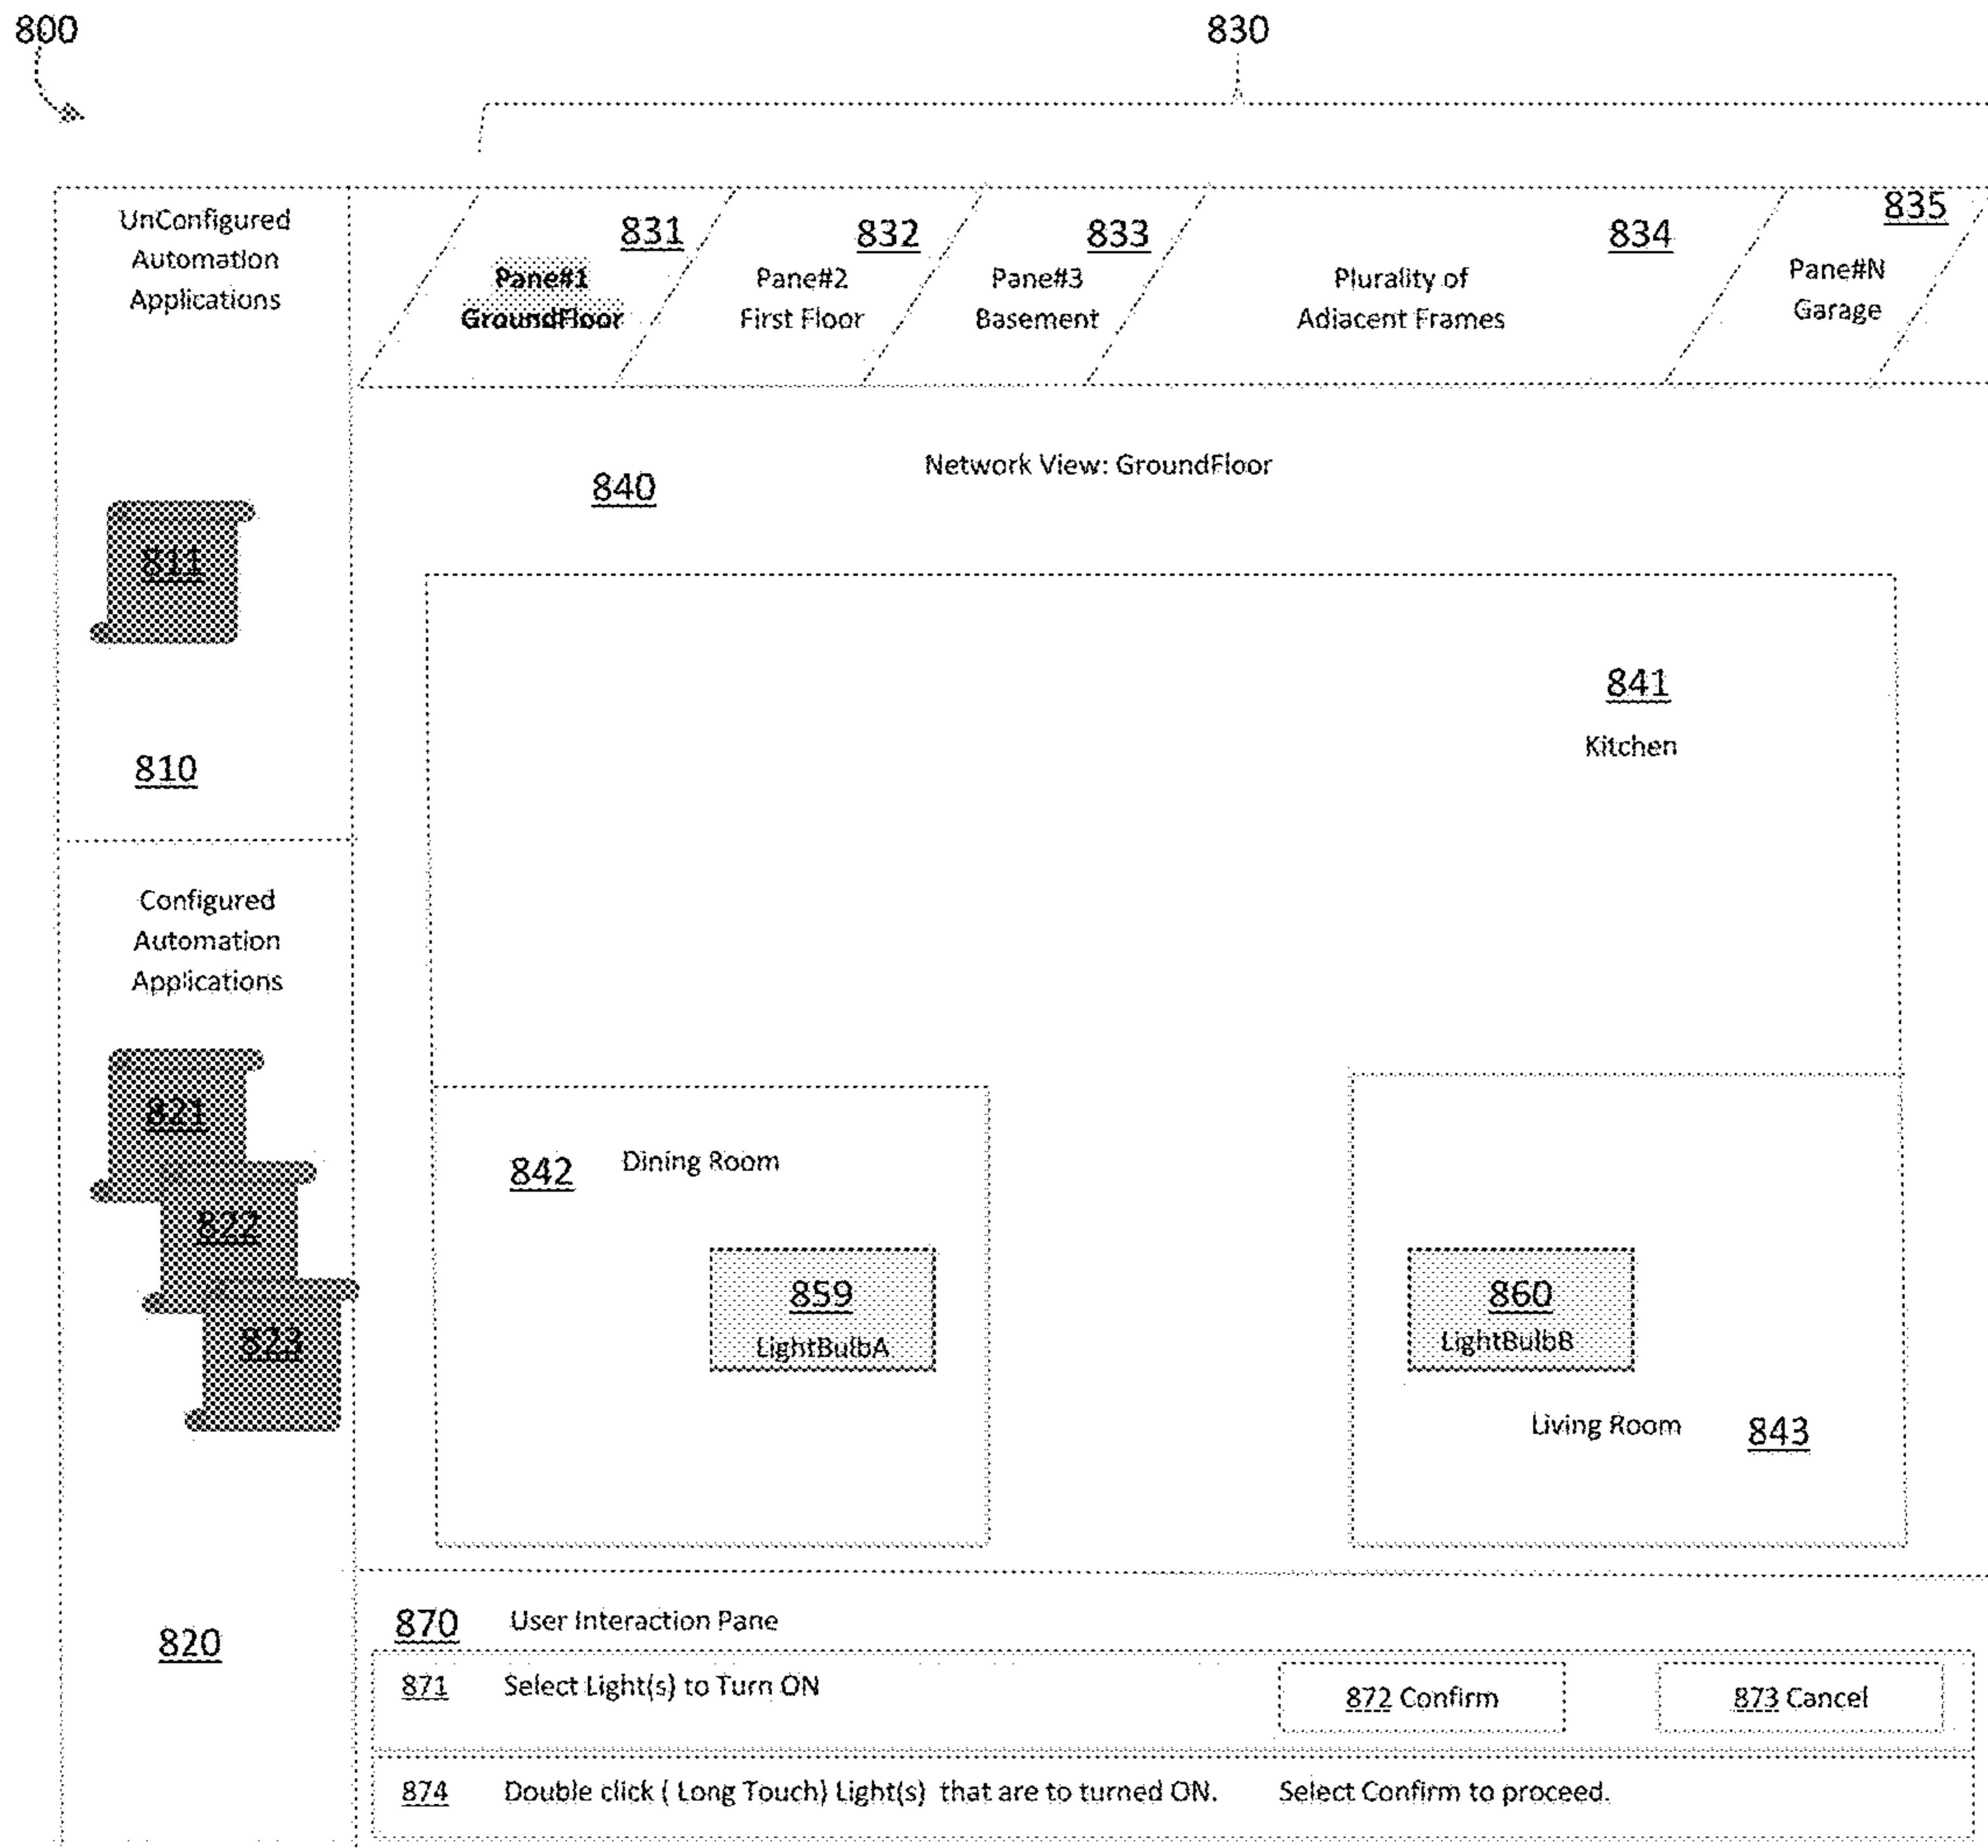 800
830
UnConfigured
Automation
Applications
831
Pane#1
GroundFloor
832
Pane#2
First Floor
833
Pane#3
Basement
834
Plurality of
Adjacent Frames
835
Pane#N
Garage
840
Network View: GroundFloor
811
810
841
Kitchen
Configured
Automation
Applications
821
822
823
820
842 Dining Room
859
LightBulbA
860
LightBulbB
Living Room 843
870 User Interaction Pane
871 Select Light(s) to Turn ON
872 Confirm
873 Cancel
874 Double click ( Long Touch) Light(s) that are to turned ON. Select Confirm to proceed.